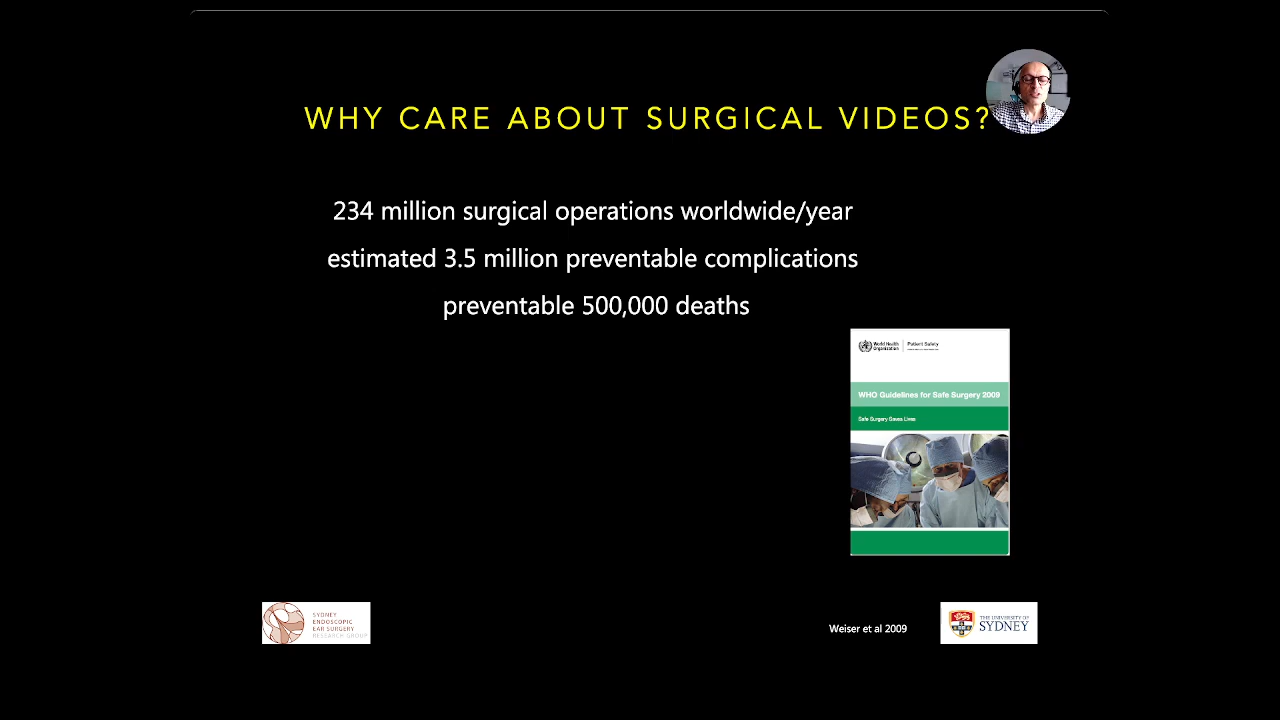 WHY CARE ABOUT SURGICAL VIDEOS?
234 million surgical operations worldwide/year
estimated 3.5 million preventable complications
preventable 500,000 deaths
World Health
Organization
Patient Safety
WHO Guidelines for Safe Surgery 2009
Safe Surgery Saves Lives
SYDNEY
ENDOSCOPIC
EAR SURGERY
RESEARCH GROUP
Weiser et al 2009
THE UNIVERSITY OF
SYDNEY